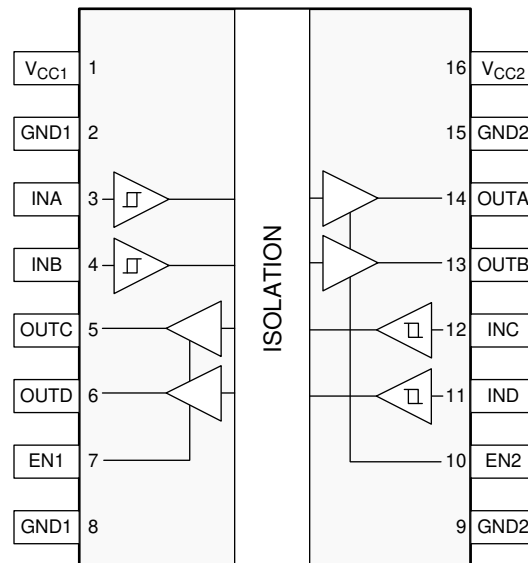 VCC1 1 16 VCC2
GND1 2 15 GND2
INA 3 14 OUTA
INB 4 13 OUTB
ISOLATION
OUTC 5 12 INC
OUTD 6 11 IND
EN1 7 10 EN2
GND1 8 9 GND2